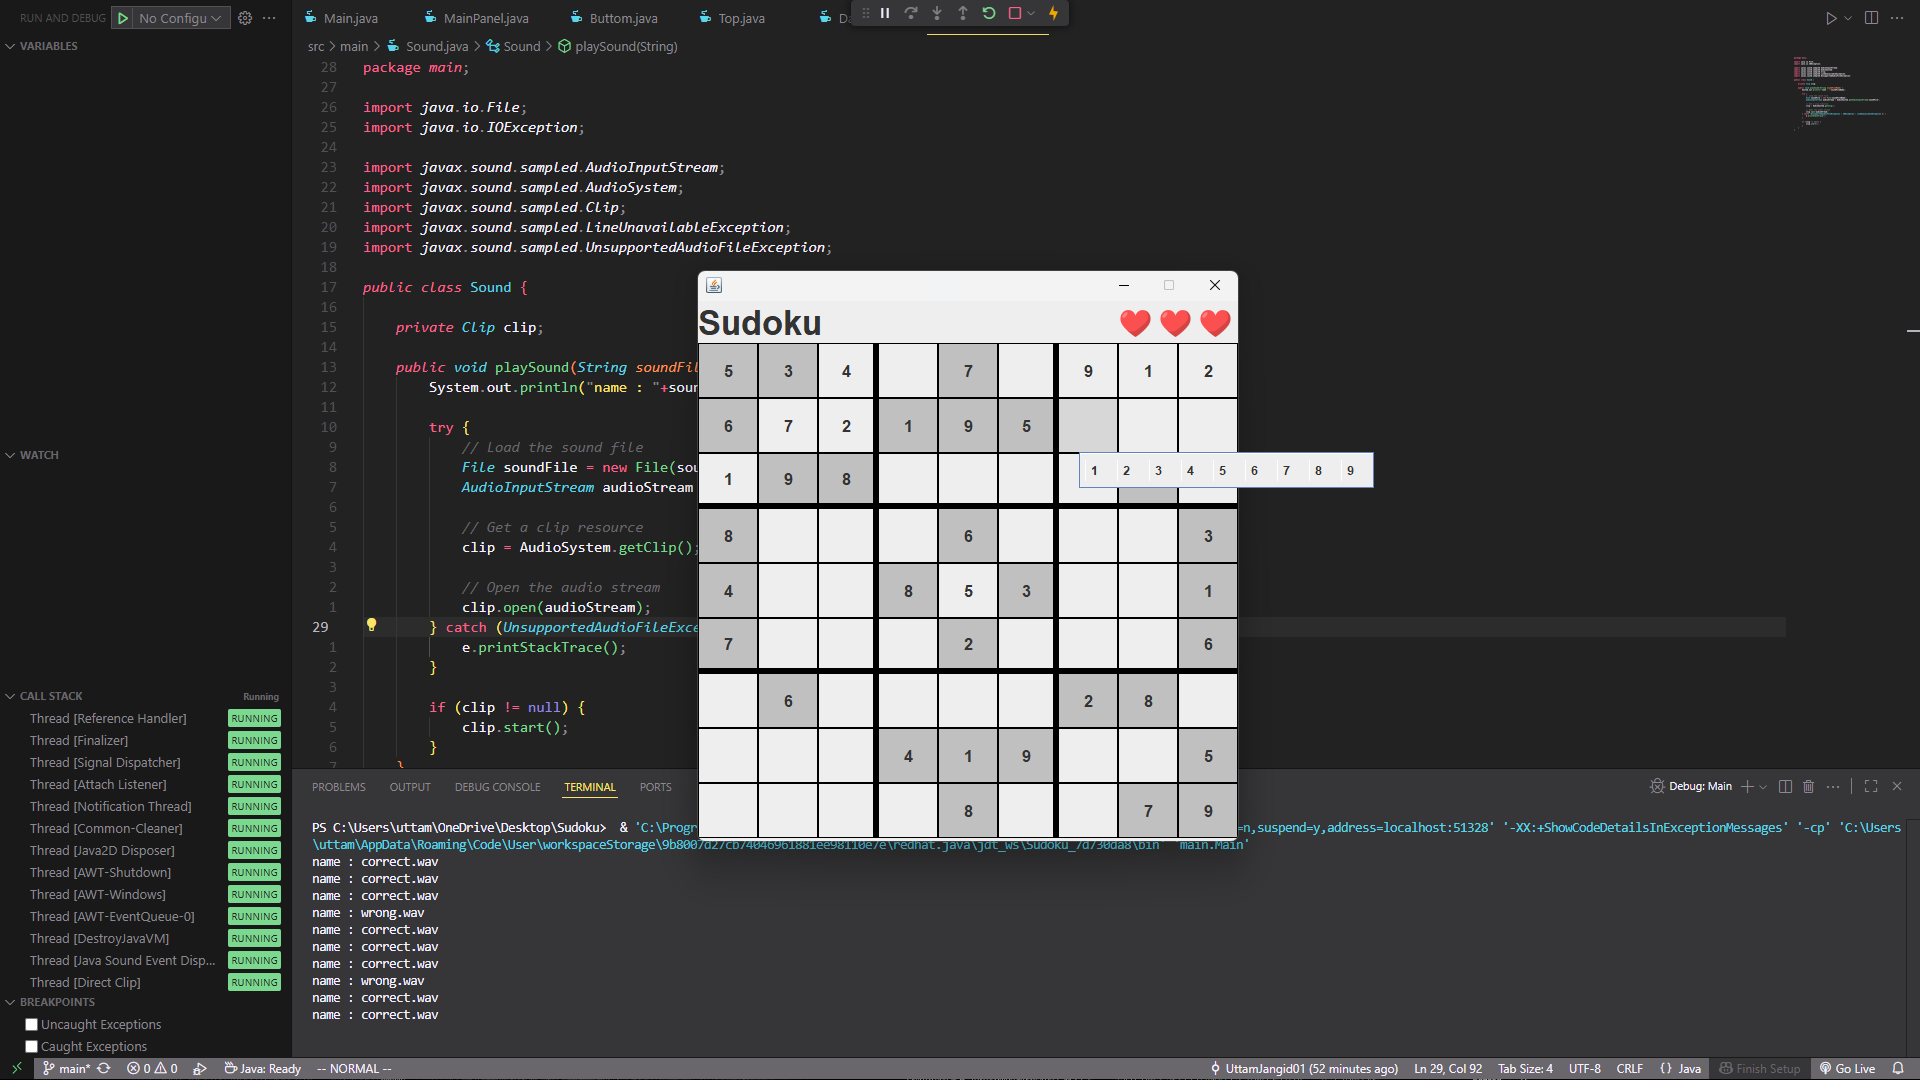 RUN AND DEBUG
No Configu
Main.java
MainPanel.java
Buttom.java
Top.java
VARIABLES
src > main > Sound.java > Sound > playSound(String)
28 package main;
27
26 import java.io.File;
25 import java.io.IOException;
24
23 import javax.sound.sampled.AudioInputStream;
22 import javax.sound.sampled.AudioSystem;
21 import javax.sound.sampled.Clip;
20 import javax.sound.sampled.LineUnavailableException;
19 import javax.sound.sampled.UnsupportedAudioFileException;
18
17 public class Sound {
16
15 private Clip clip;
14
13 public void playSound(String soundFil
12 System.out.println("name : "+soun
11
10 try {
9 // Load the sound file
8 File soundFile = new File(sou
7 AudioInputStream audioStream
6
5 // Get a clip resource
4 clip = AudioSystem.getClip();
3
2 // Open the audio stream
1 clip.open(audioStream);
29 } catch (UnsupportedAudioFileExce
1 e.printStackTrace();
2 }
3
4 if (clip != null) {
5 clip.start();
6 }
7 }
WATCH
CALL STACK
Running
Thread [Reference Handler] RUNNING
Thread [Finalizer] RUNNING
Thread [Signal Dispatcher] RUNNING
Thread [Attach Listener] RUNNING
Thread [Notification Thread] RUNNING
Thread [Common-Cleaner] RUNNING
Thread [Java2D Disposer] RUNNING
Thread [AWT-Shutdown] RUNNING
Thread [AWT-Windows] RUNNING
Thread [AWT-EventQueue-0] RUNNING
Thread [DestroyJavaVM] RUNNING
Thread [Java Sound Event Disp... RUNNING
Thread [Direct Clip] RUNNING
BREAKPOINTS
Uncaught Exceptions
Caught Exceptions
Sudoku
5 3 4 7 9 1 2
6 7 2 1 9 5
1 9 8
1 2 3 4 5 6 7 8 9
8 6 3
4 8 5 3 1
7 2 6
6 2 8
4 1 9 5
8 7 9
PROBLEMS OUTPUT DEBUG CONSOLE TERMINAL PORTS
Debug: Main
PS C:\Users\uttam\OneDrive\Desktop\Sudoku> & 'C:\Progr =n,suspend=y,address=localhost:51328' '-XX:+ShowCodeDetailsInExceptionMessages' '-cp' 'C:\Users
\uttam\AppData\Roaming\Code\User\workspaceStorage\9b8007d27cb74046961881ee98110e7e\redhat.java\jdt_ws\Sudoku_7d730da8\bin' 'main.Main'
name : correct.wav
name : correct.wav
name : correct.wav
name : wrong.wav
name : correct.wav
name : correct.wav
name : correct.wav
name : wrong.wav
name : correct.wav
name : correct.wav
main*
0 0
Java: Ready
-- NORMAL --
UttamJangid01 (52 minutes ago)
Ln 29, Col 92
Tab Size: 4
UTF-8
CRLF
{ } Java
Finish Setup
Go Live